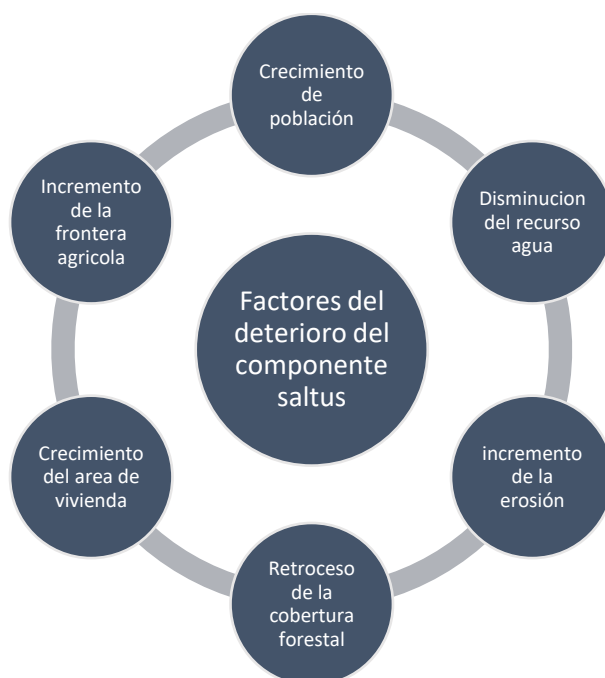 Crecimiento
de
población
Disminucion
del recurso
agua
incremento
de la
erosión
Retroceso
de la
cobertura
forestal
Crecimiento
del area de
vivienda
Incremento
de la
frontera
agricola
Factores del
deterioro del
componente
saltus